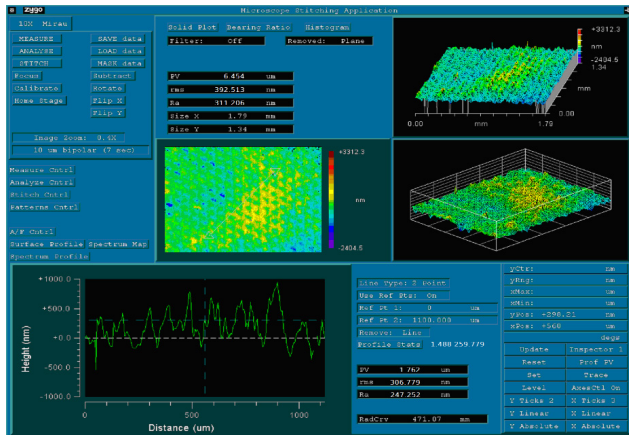 zygo Microscope Stitching Application
10X Mirau
MEASURE SAVE data
ANALYZE LOAD data
STITCH MASK data
Focus Subtract
Calibrate Rotate
Home Stage Flip X
Flip Y
Image Zoom: 0.4X
10 um bipolar (7 sec)
Measure Cntrl
Analyze Cntrl
Stitch Cntrl
Patterns Cntrl
A/F Cntrl
Surface Profile Spectrum Map
Spectrum Profile
Solid Plot Bearing Ratio Histogram
Filter: Off Removed: Plane
PV 6.454 um
rms 392.513 nm
Ra 311.206 nm
Size X 1.79 mm
Size Y 1.34 mm
+3312.3
nm
1.34
mm
0.00
0.00 mm 1.79
+3312.3
nm
Height (nm)
+1000.0
+500.0
+0.0
-500.0
-1000.0
0 500 1000
Distance (um)
Line Type: 2 Point
Use Ref Pts: On
Ref Pt 1: 0 um
Ref Pt 2: 1100.000 um
Remove: Line
Profile Stats 1.488 259.779
PV 1.762 um
rms 306.779 nm
Ra 247.252 nm
RadCrv 471.07 mm
yCtr: nm
yRng: nm
xMax: um
xMin: um
yPos: +298.21 nm
xPos: +568 um
degs
Update Inspector 1
Reset Prof PV
Set Trace
Level AxesCtl On
Y Ticks 2 X Ticks 3
Y Linear X Linear
Y Absolute X Absolute